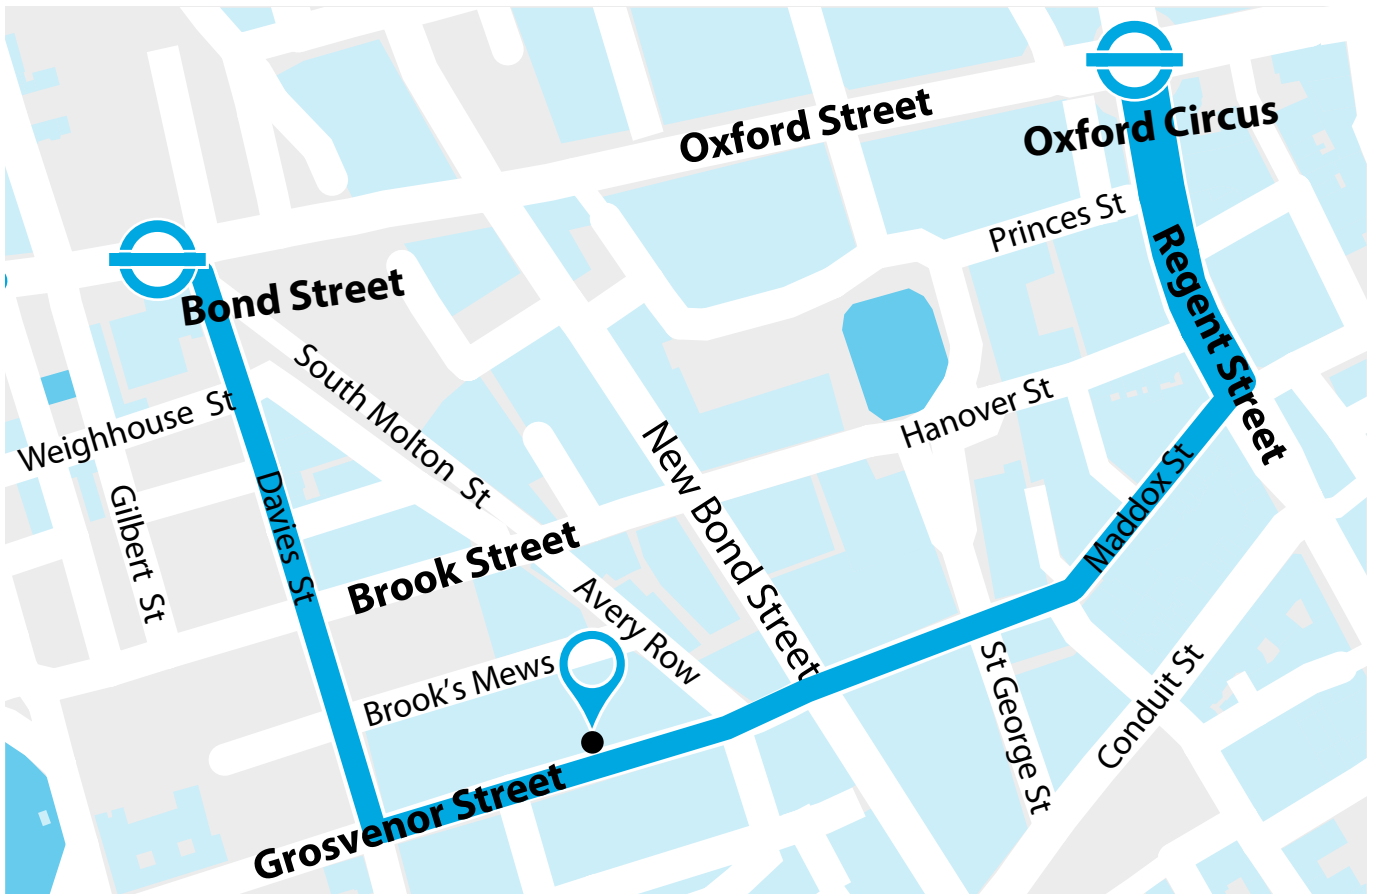 Oxford Street
Oxford Circus
Princes St
Regent Street
Bond Street
South Molton St
Weighhouse St
Hanover St
New Bond Street
Maddox St
Davies St
Gilbert St
Brook Street
Avery Row
Brook's Mews
St George St
Conduit St
Grosvenor Street